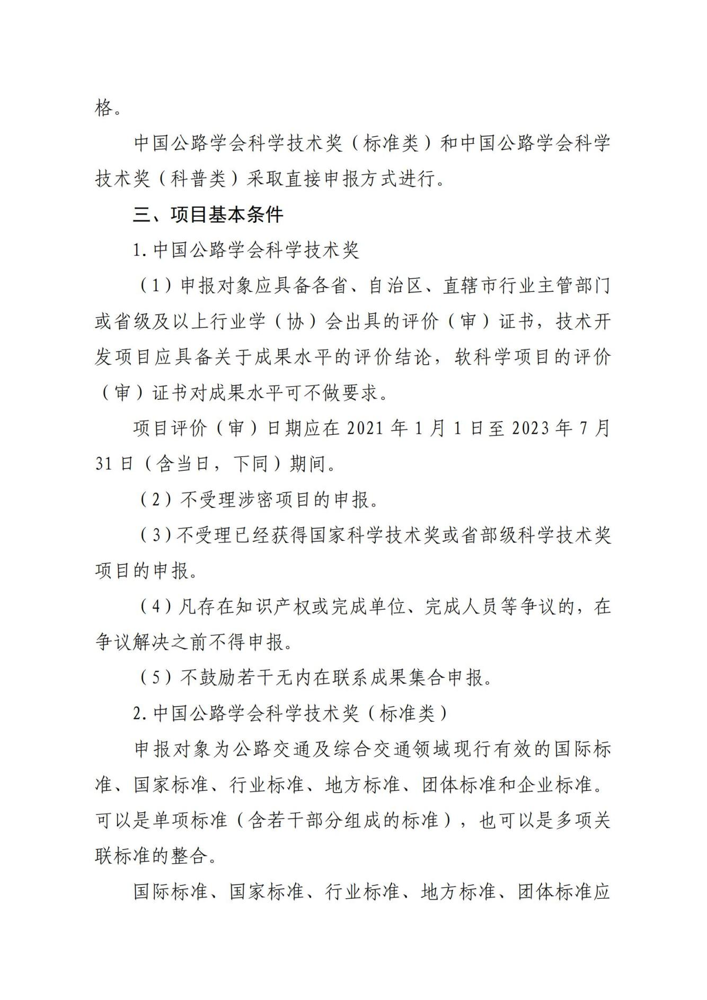 格。
中国公路学会科学技术奖（标准类）和中国公路学会科学
技术奖（科普类）采取直接申报方式进行。
三、项目基本条件
1.中国公路学会科学技术奖
（1）申报对象应具备各省、自治区、直辖市行业主管部门
或省级及以上行业学（协）会出具的评价（审）证书，技术开
发项目应具备关于成果水平的评价结论，软科学项目的评价
（审）证书对成果水平可不做要求。
项目评价（审）日期应在 2021 年 1 月 1 日至 2023 年 7 月
31 日（含当日，下同）期间。
（2）不受理涉密项目的申报。
（3）不受理已经获得国家科学技术奖或省部级科学技术奖
项目的申报。
（4）凡存在知识产权或完成单位、完成人员等争议的，在
争议解决之前不得申报。
（5）不鼓励若干无内在联系成果集合申报。
2.中国公路学会科学技术奖（标准类）
申报对象为公路交通及综合交通领域现行有效的国际标
准、国家标准、行业标准、地方标准、团体标准和企业标准。
可以是单项标准（含若干部分组成的标准），也可以是多项关
联标准的整合。
国际标准、国家标准、行业标准、地方标准、团体标准应